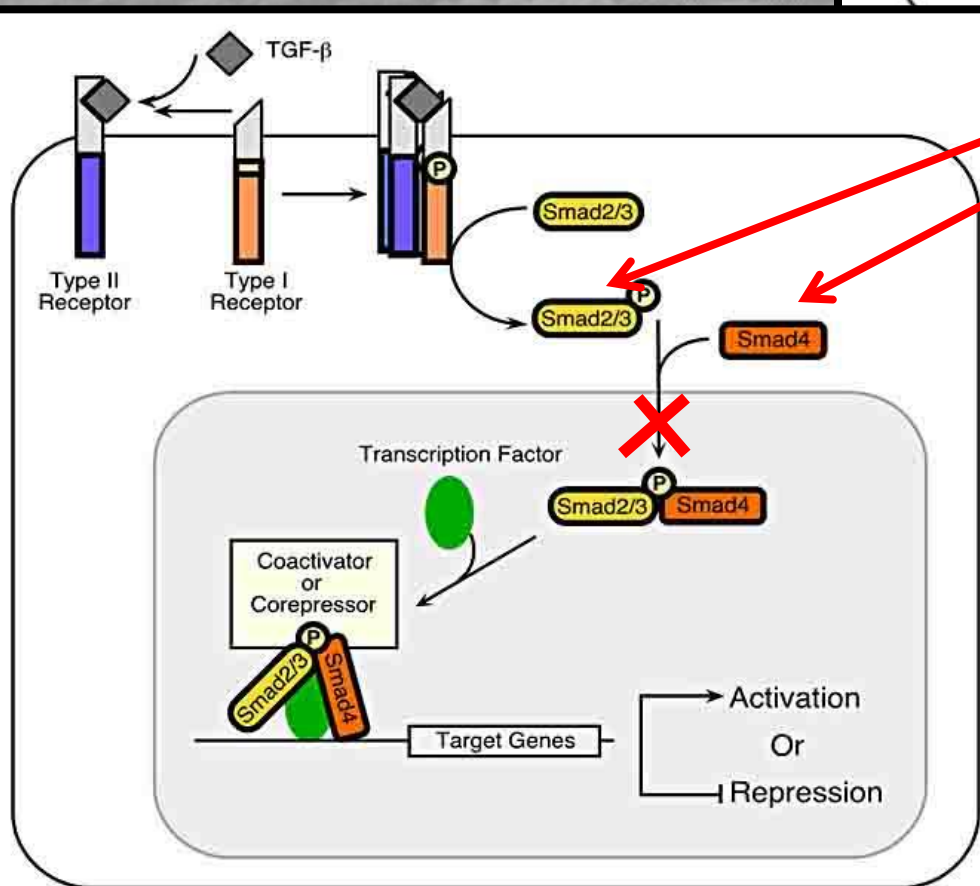 TGF-β
P
Smad2/3
Type II
Receptor
Type I
Receptor
P
Smad2/3
Smad4
Transcription Factor
P
Smad2/3
Smad4
Coactivator
or
Corepressor
P
Smad2/3
Smad4
Target Genes
Activation
Or
Repression